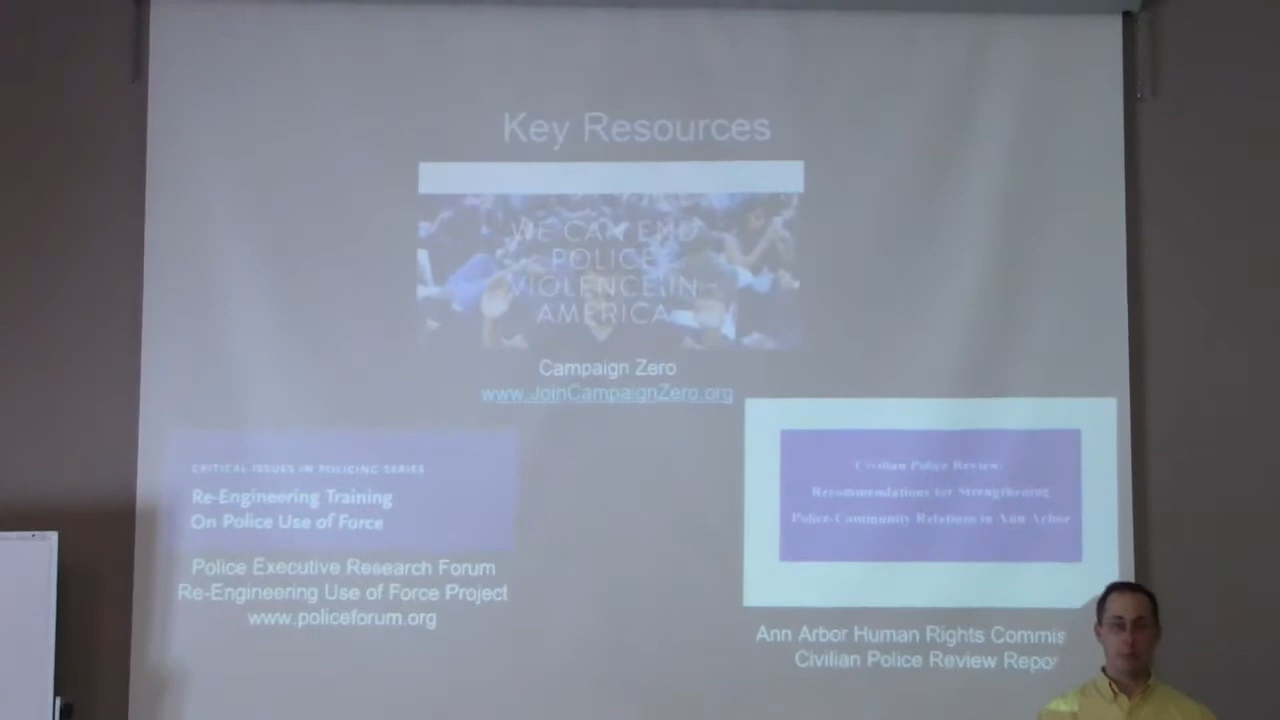 Key Resources
WE CAN END
POLICE
VIOLENCE IN
AMERICA
Campaign Zero
www.JoinCampaignZero.org
CRITICAL ISSUES IN POLICING SERIES
Re-Engineering Training
On Police Use of Force
Police Executive Research Forum
Re-Engineering Use of Force Project
www.policeforum.org
Civilian Police Review:
Recommendations for Strengthening
Police-Community Relations in Ann Arbor
Ann Arbor Human Rights Commis
Civilian Police Review Repor